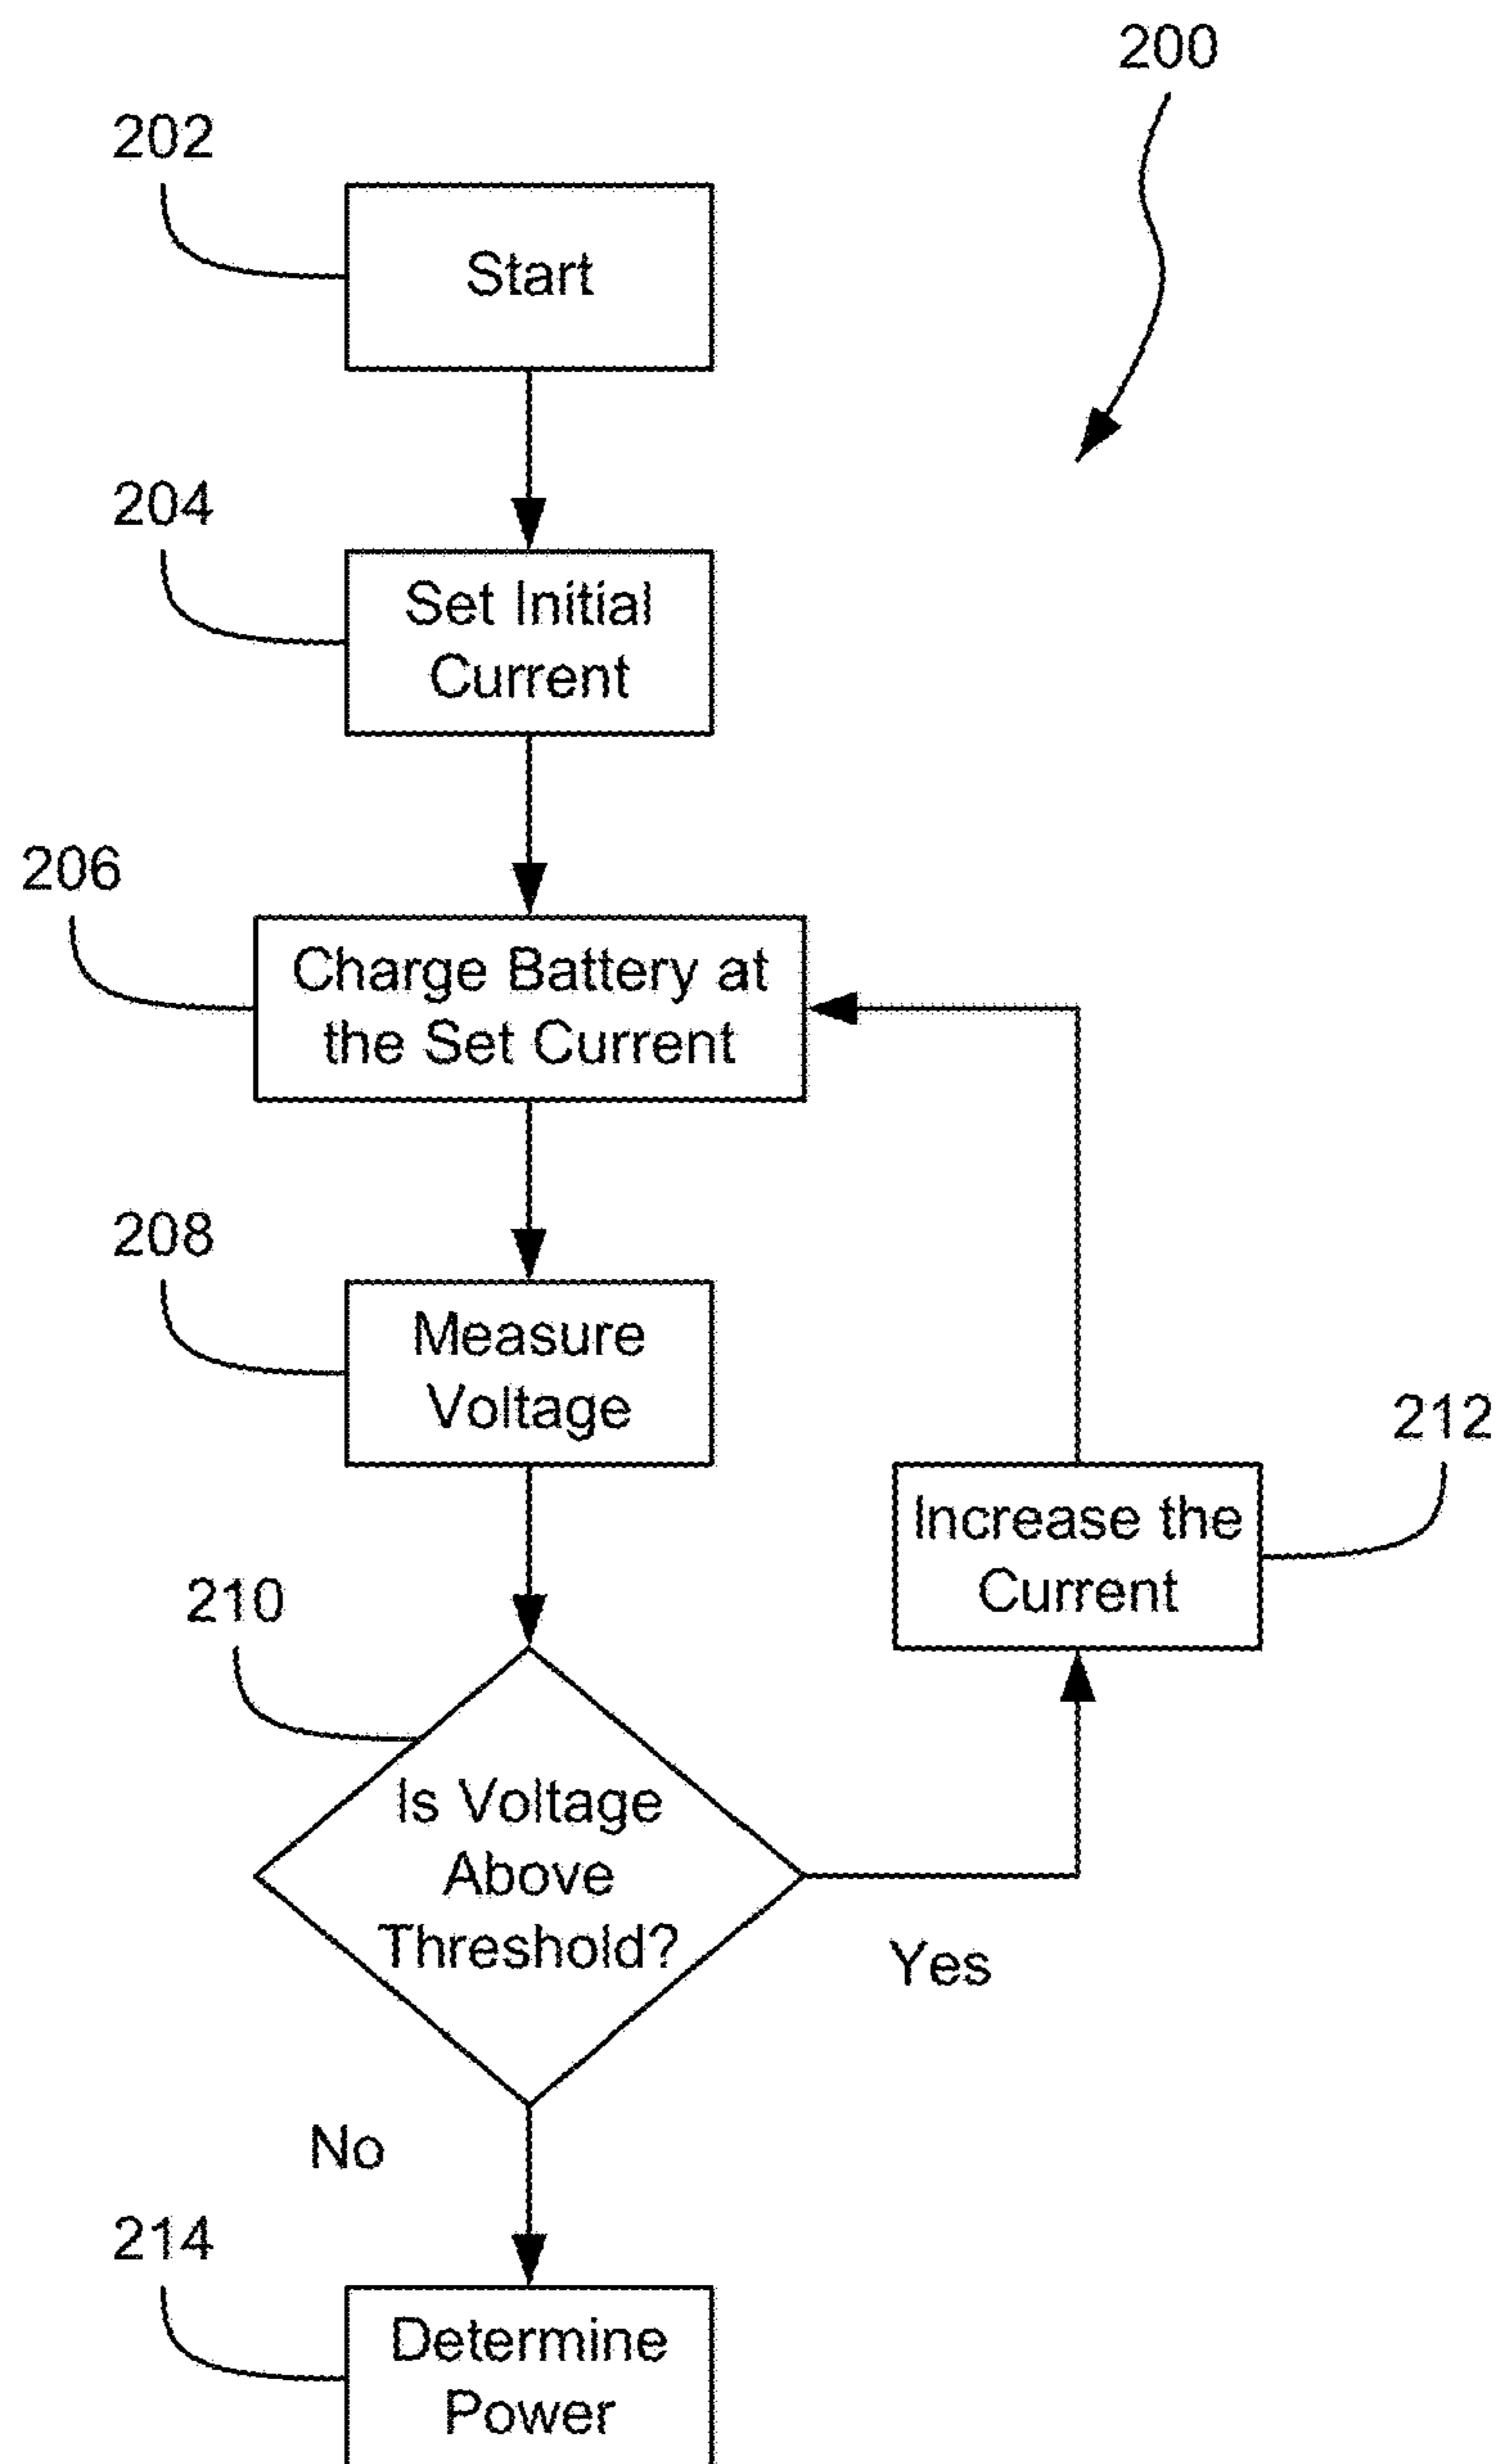 200
202
Start
204
Set Initial
Current
206
Charge Battery at
the Set Current
208
Measure
Voltage
212
Increase the
Current
210
Is Voltage
Above
Threshold?
Yes
No
214
Determine
Power